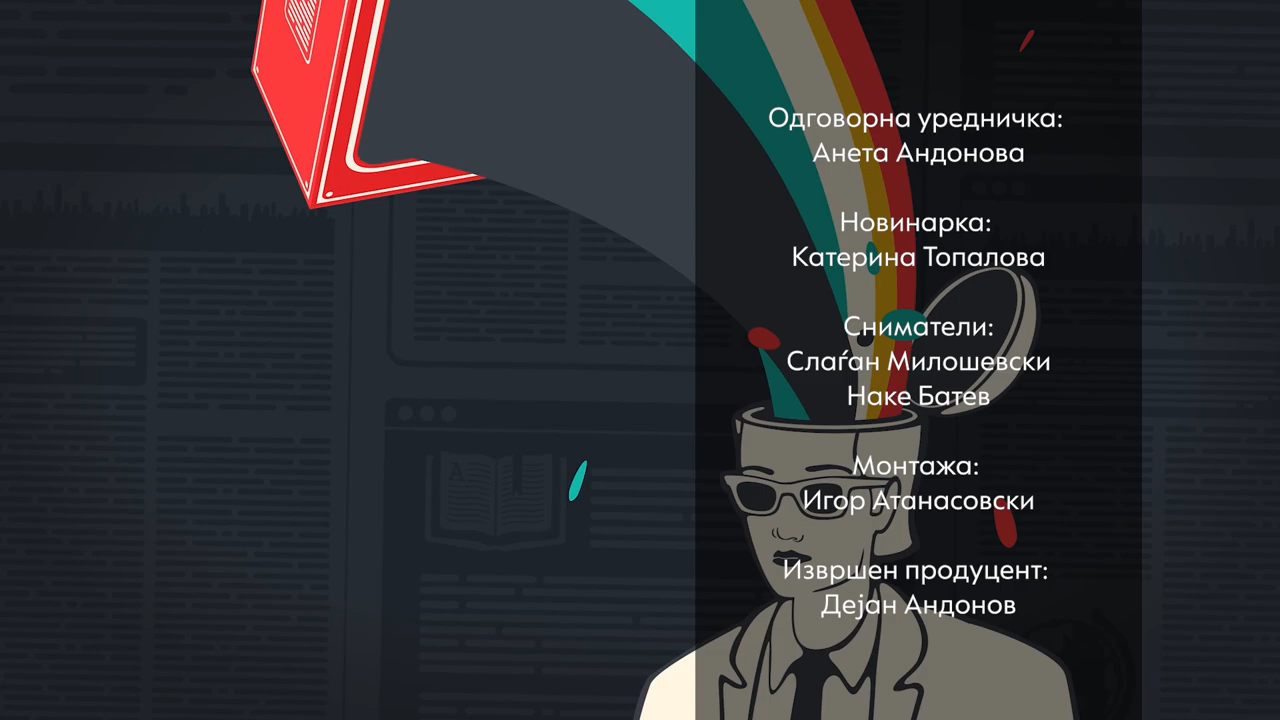 Одговорна уредничка:
Анета Андонова
Новинарка:
Катерина Топалова
Сниматели:
Слаѓан Милошевски
Наке Батев
Монтажа:
Игор Атанасовски
Извршен продуцент:
Дејан Андонов